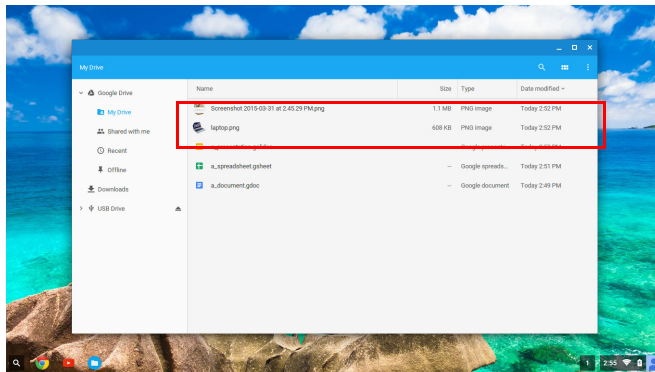 My Drive
Name Size Type Date modified
Google Drive
My Drive
Shared with me
Recent
Offline
Downloads
USB Drive
Screenshot 2015-03-31 at 2.45.29 PM.png 1.1 MB PNG image Today 2:52 PM
laptop.png 608 KB PNG image Today 2:52 PM
a_spreadsheet.gsheet -- Google spreads... Today 2:51 PM
a_document.gdoc -- Google document Today 2:49 PM
1 2:55